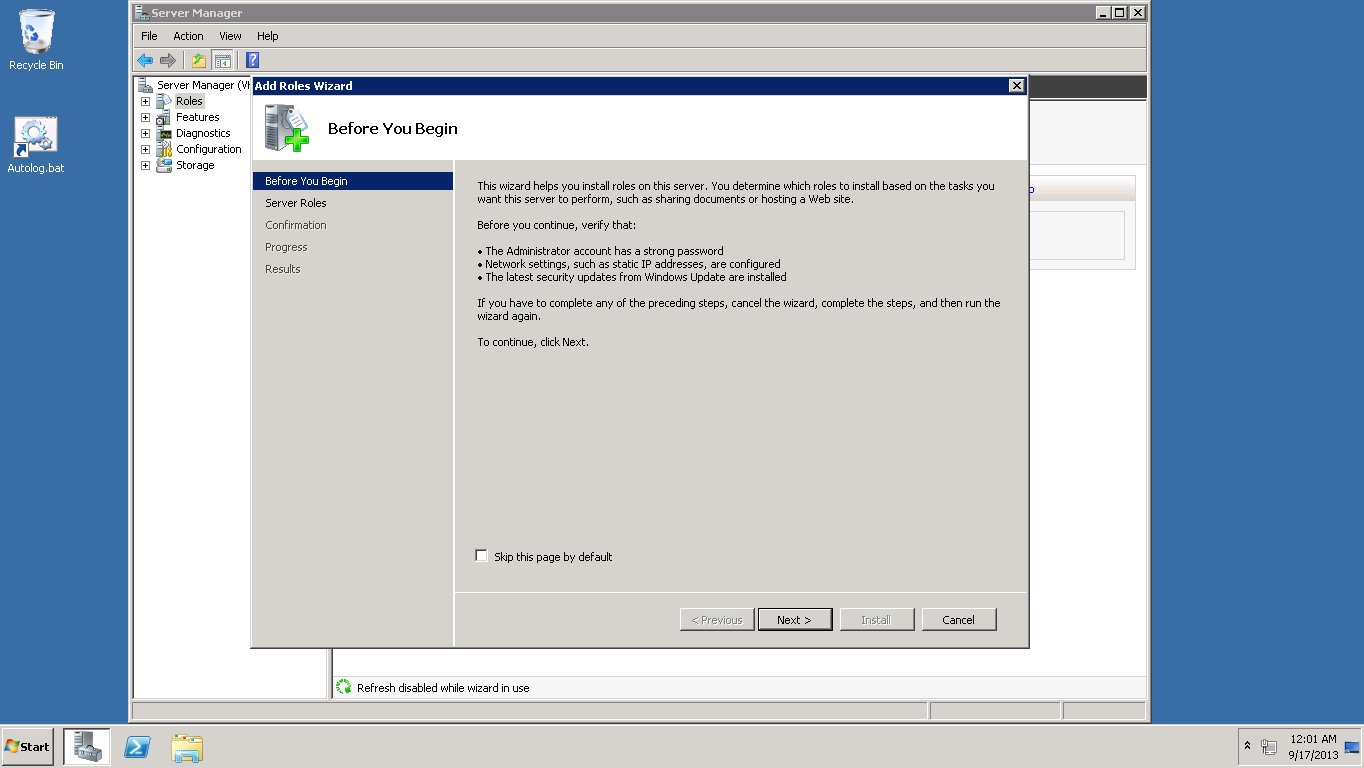 Recycle Bin
Autolog.bat
Server Manager
File Action View Help
Server Manager (
Roles
Features
Diagnostics
Configuration
Storage
Add Roles Wizard
Before You Begin
Before You Begin
Server Roles
Confirmation
Progress
Results
This wizard helps you install roles on this server. You determine which roles to install based on the tasks you
want this server to perform, such as sharing documents or hosting a Web site.
Before you continue, verify that:
• The Administrator account has a strong password
• Network settings, such as static IP addresses, are configured
• The latest security updates from Windows Update are installed
If you have to complete any of the preceding steps, cancel the wizard, complete the steps, and then run the
wizard again.
To continue, click Next.
Skip this page by default
< Previous Next > Install Cancel
Refresh disabled while wizard in use
Start
12:01 AM
9/17/2013